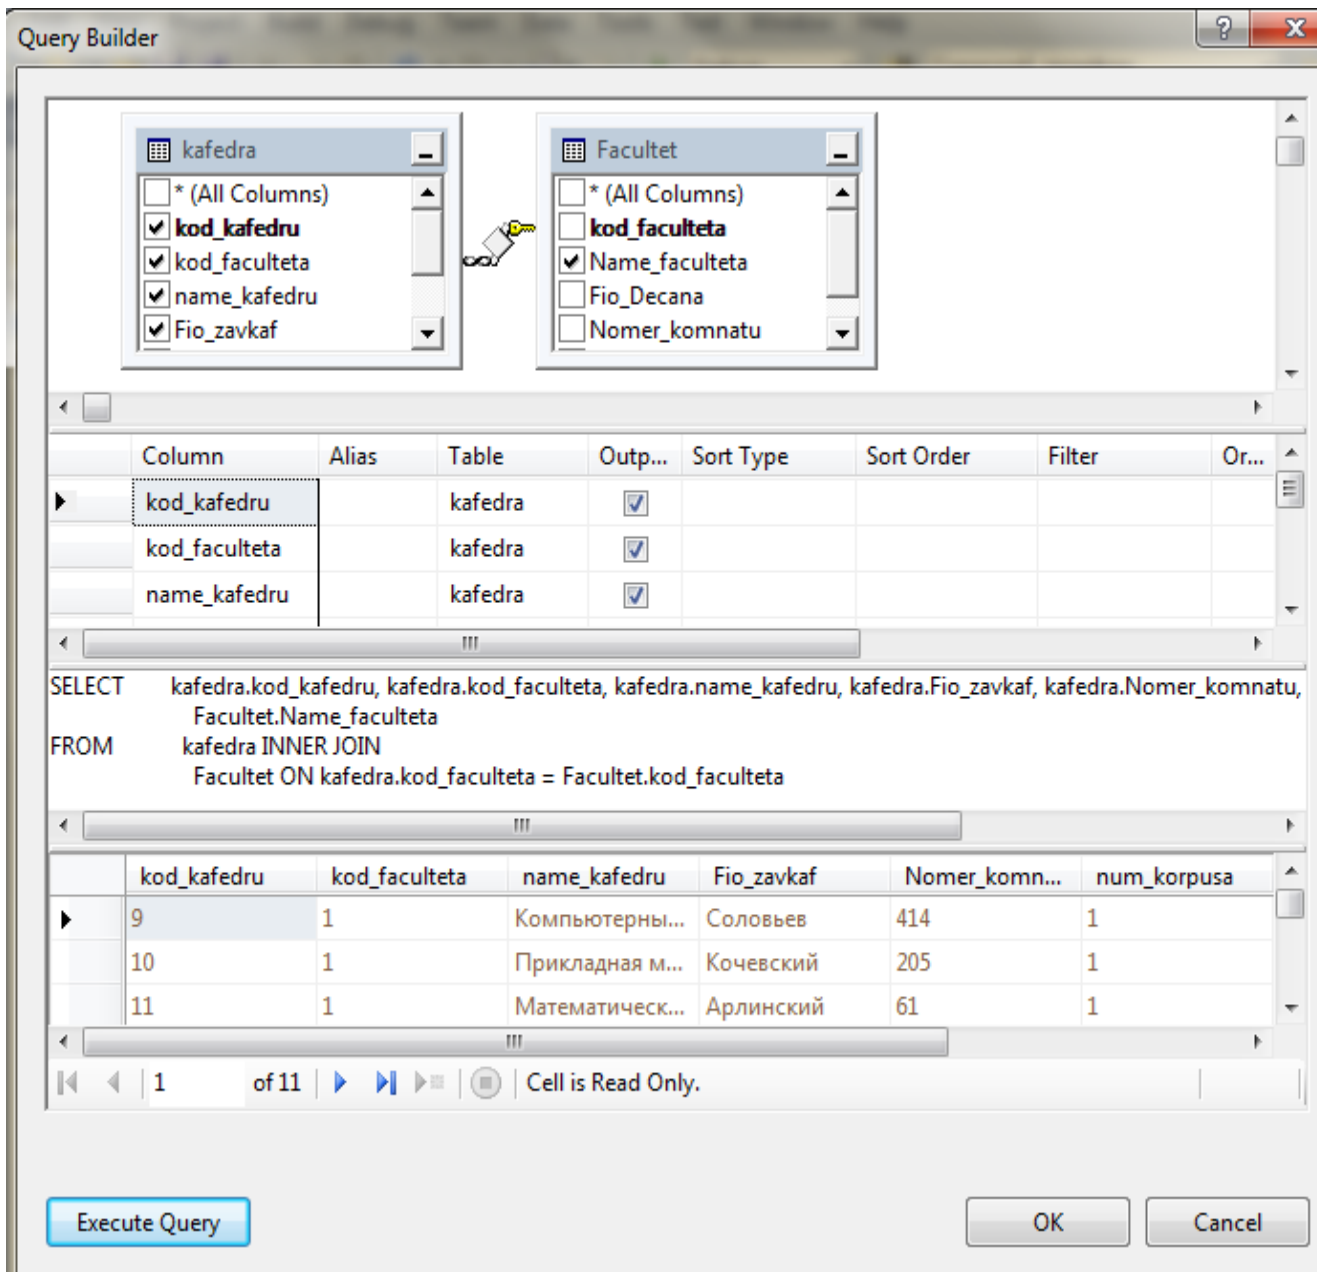 Query Builder
kafedra
* (All Columns)
kod_kafedru
kod_faculteta
name_kafedru
Fio_zavkaf
Facultet
* (All Columns)
kod_faculteta
Name_faculteta
Fio_Decana
Nomer_komnatu
Column Alias Table Outp... Sort Type Sort Order Filter Or...
kod_kafedru kafedra
kod_faculteta kafedra
name_kafedru kafedra
SELECT kafedra.kod_kafedru, kafedra.kod_faculteta, kafedra.name_kafedru, kafedra.Fio_zavkaf, kafedra.Nomer_komnatu,
Facultet.Name_faculteta
FROM kafedra INNER JOIN
Facultet ON kafedra.kod_faculteta = Facultet.kod_faculteta
kod_kafedru kod_faculteta name_kafedru Fio_zavkaf Nomer_komn... num_korpusa
9 1 Компьютерны... Соловьев 414 1
10 1 Прикладная м... Кочевский 205 1
11 1 Математическ... Арлинский 61 1
1 of 11 Cell is Read Only.
Execute Query OK Cancel